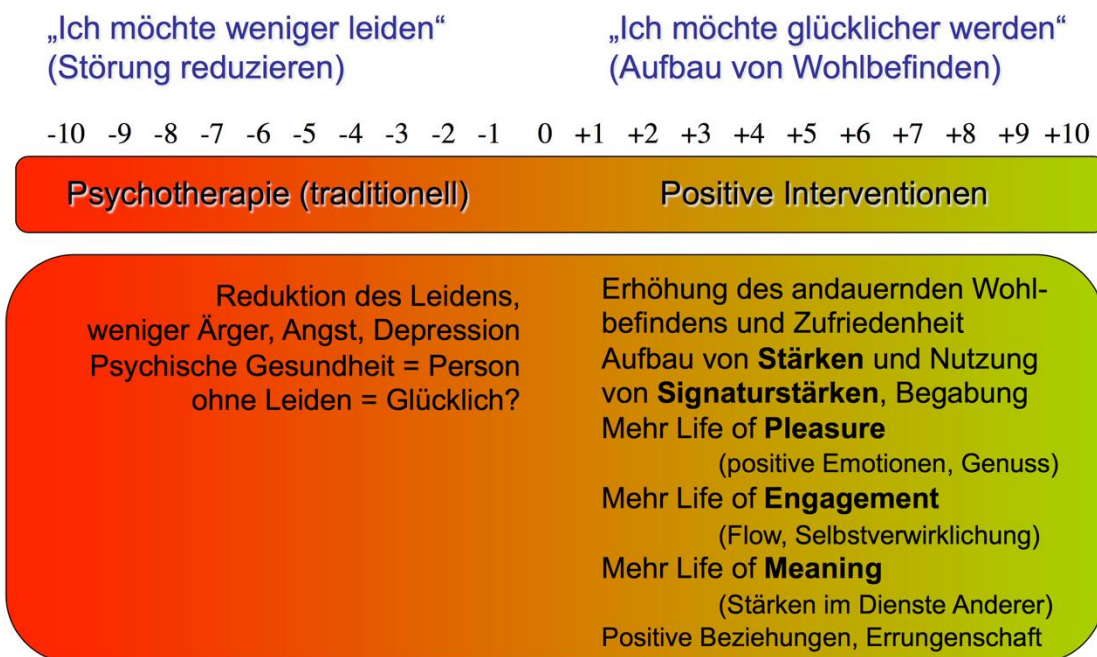 „Ich möchte weniger leiden“
(Störung reduzieren)
„Ich möchte glücklicher werden“
(Aufbau von Wohlbefinden)
-10 -9 -8 -7 -6 -5 -4 -3 -2 -1 0 +1 +2 +3 +4 +5 +6 +7 +8 +9 +10
Psychotherapie (traditionell)
Positive Interventionen
Reduktion des Leidens,
weniger Ärger, Angst, Depression
Psychische Gesundheit = Person
ohne Leiden = Glücklich?
Erhöhung des andauernden Wohl-
befindens und Zufriedenheit
Aufbau von Stärken und Nutzung
von Signaturstärken, Begabung
Mehr Life of Pleasure
(positive Emotionen, Genuss)
Mehr Life of Engagement
(Flow, Selbstverwirklichung)
Mehr Life of Meaning
(Stärken im Dienste Anderer)
Positive Beziehungen, Errungenschaft